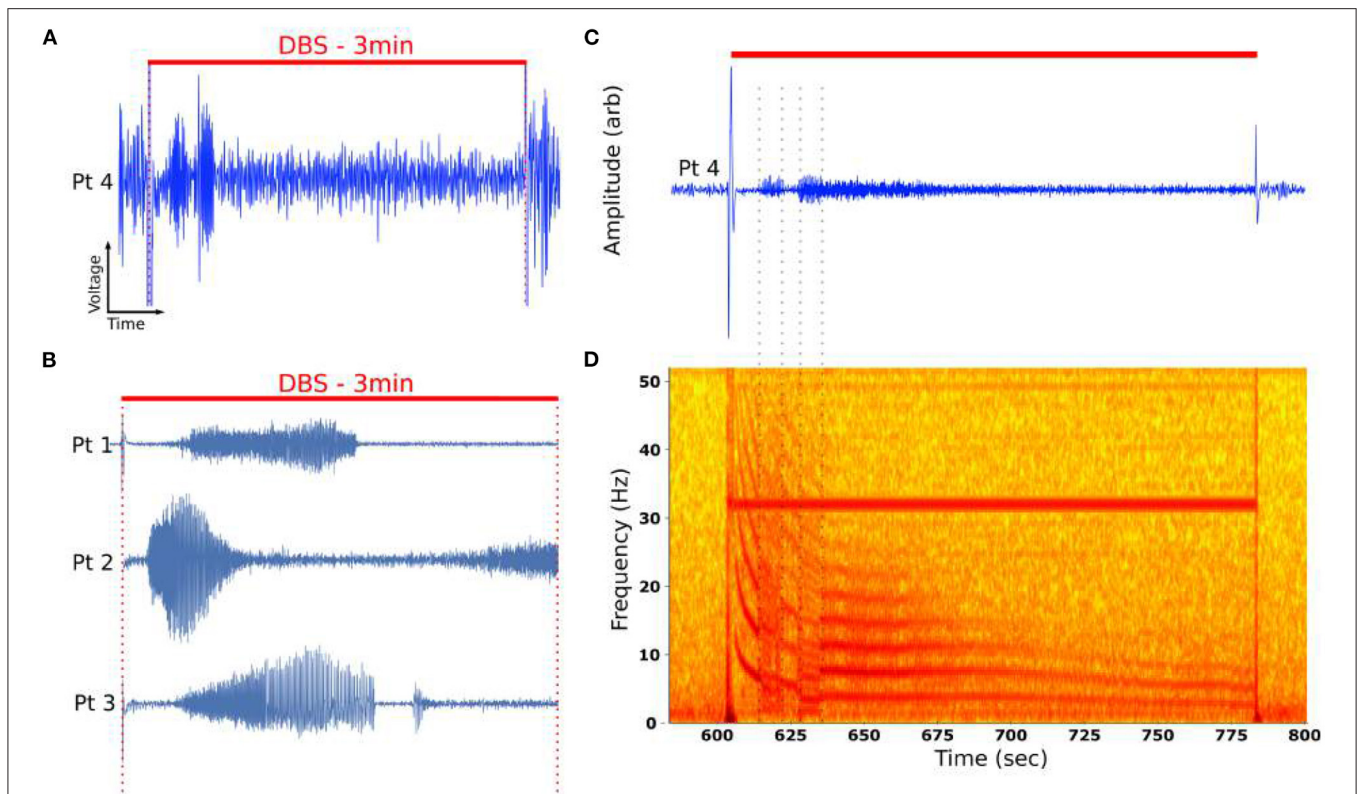 A
DBS - 3min
Pt 4
Voltage
Time
B
DBS - 3min
Pt 1
Pt 2
Pt 3
C
Amplitude (arb)
Pt 4
D
Frequency (Hz)
50
40
30
20
10
0
600 625 650 675 700 725 750 775 800
Time (sec)